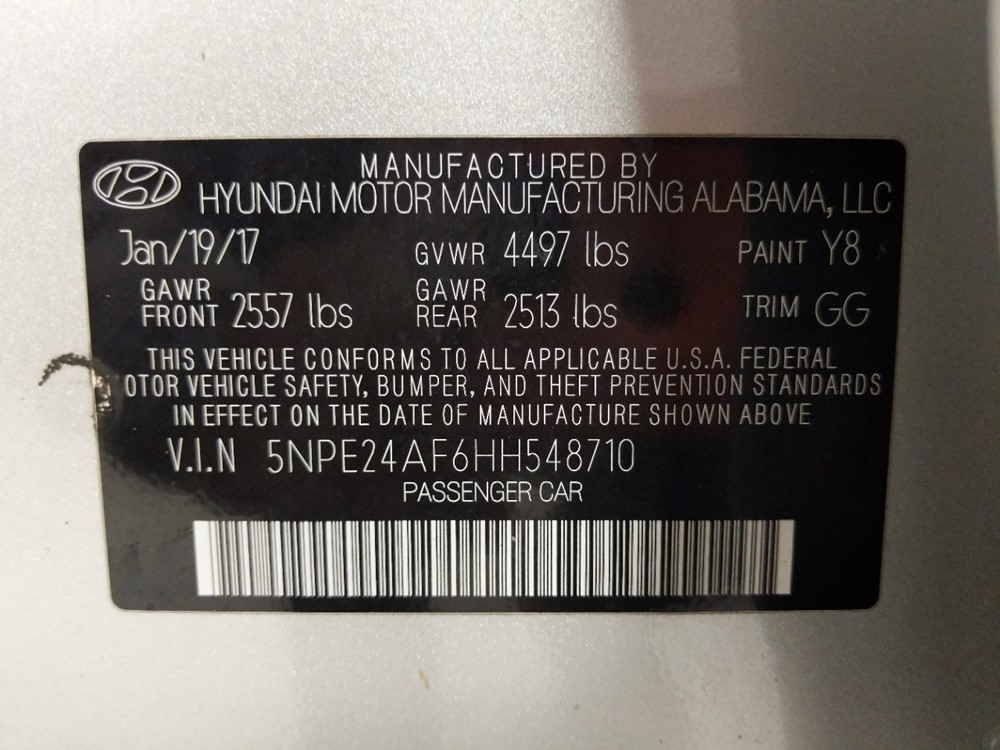 MANUFACTURED BY
HYUNDAI MOTOR MANUFACTURING ALABAMA, LLC
Jan/19/17 GVWR 4497 lbs PAINT Y8
GAWR FRONT 2557 lbs GAWR REAR 2513 lbs TRIM GG
THIS VEHICLE CONFORMS TO ALL APPLICABLE U.S.A. FEDERAL
OTOR VEHICLE SAFETY, BUMPER, AND THEFT PREVENTION STANDARDS
IN EFFECT ON THE DATE OF MANUFACTURE SHOWN ABOVE
V.I.N 5NPE24AF6HH548710
PASSENGER CAR